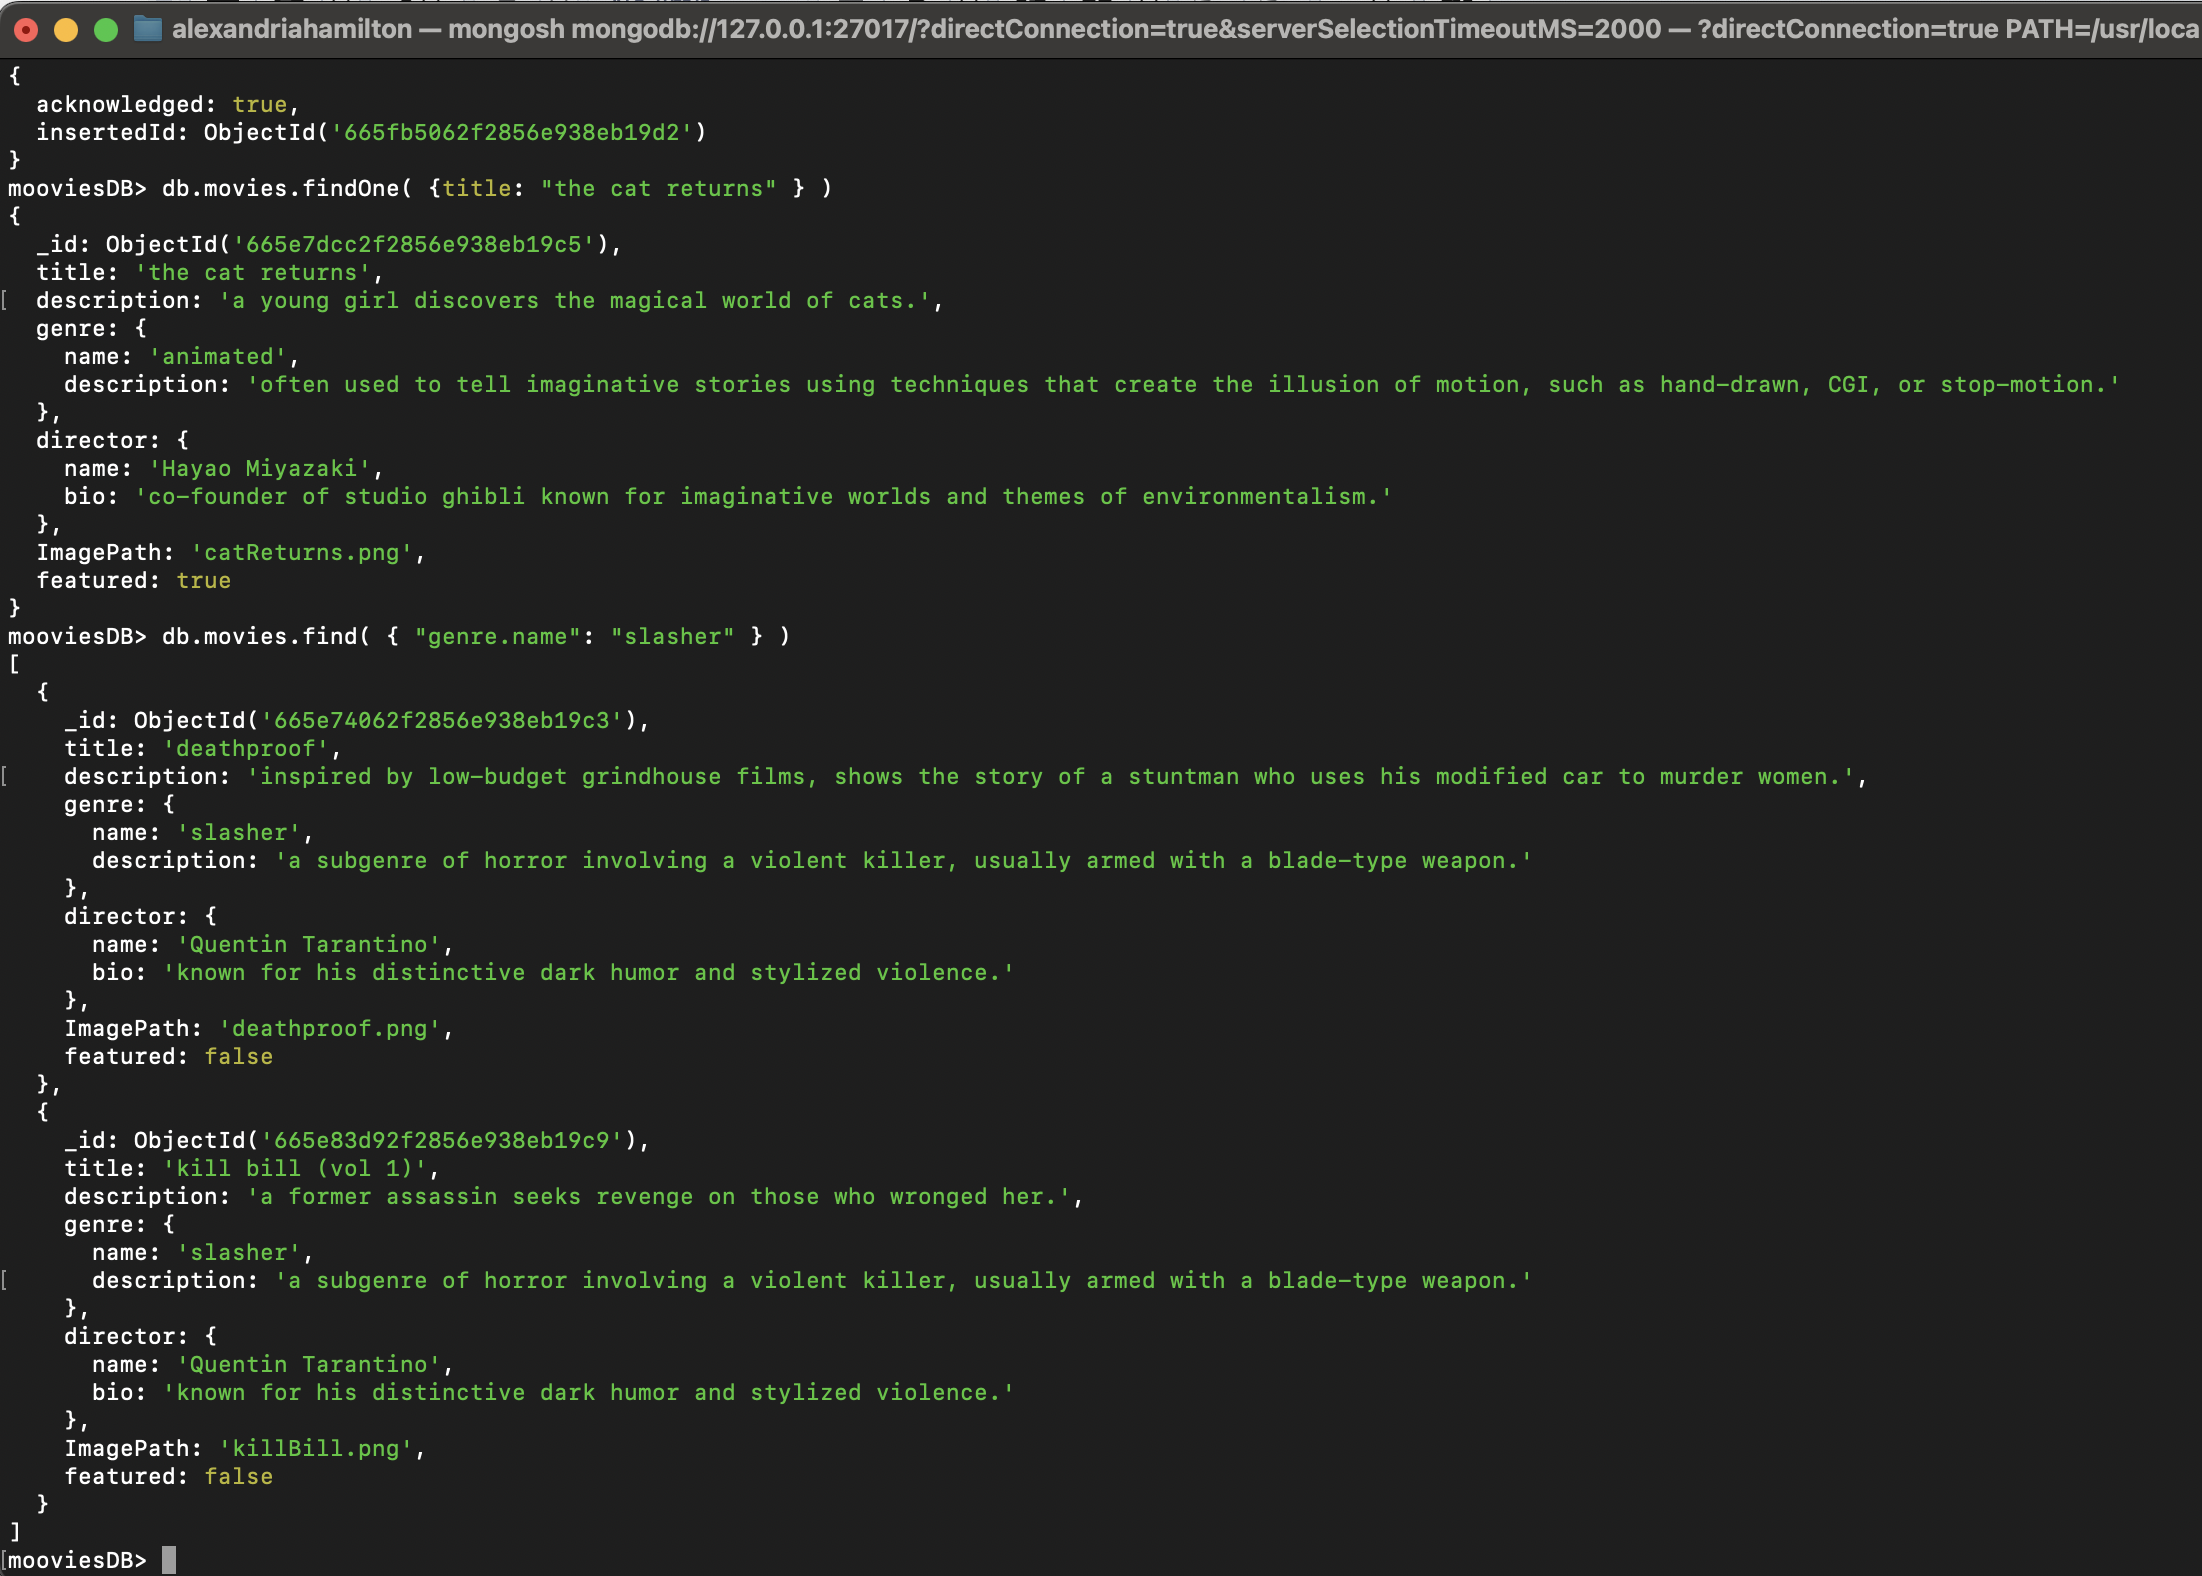 alexandriahamilton — mongosh mongodb://127.0.0.1:27017/?directConnection=true&serverSelectionTimeoutMS=2000 — ?directConnection=true PATH=/usr/loca
{
  acknowledged: true,
  insertedId: ObjectId('665fb5062f2856e938eb19d2')
}
mooviesDB> db.movies.findOne( {title: "the cat returns" } )
{
  _id: ObjectId('665e7dcc2f2856e938eb19c5'),
  title: 'the cat returns',
[ description: 'a young girl discovers the magical world of cats.',
  genre: {
    name: 'animated',
    description: 'often used to tell imaginative stories using techniques that create the illusion of motion, such as hand-drawn, CGI, or stop-motion.'
  },
  director: {
    name: 'Hayao Miyazaki',
    bio: 'co-founder of studio ghibli known for imaginative worlds and themes of environmentalism.'
  },
  ImagePath: 'catReturns.png',
  featured: true
}
mooviesDB> db.movies.find( { "genre.name": "slasher" } )
[
  {
    _id: ObjectId('665e74062f2856e938eb19c3'),
    title: 'deathproof',
[   description: 'inspired by low-budget grindhouse films, shows the story of a stuntman who uses his modified car to murder women.',
    genre: {
      name: 'slasher',
      description: 'a subgenre of horror involving a violent killer, usually armed with a blade-type weapon.'
    },
    director: {
      name: 'Quentin Tarantino',
      bio: 'known for his distinctive dark humor and stylized violence.'
    },
    ImagePath: 'deathproof.png',
    featured: false
  },
  {
    _id: ObjectId('665e83d92f2856e938eb19c9'),
    title: 'kill bill (vol 1)',
    description: 'a former assassin seeks revenge on those who wronged her.',
    genre: {
      name: 'slasher',
[     description: 'a subgenre of horror involving a violent killer, usually armed with a blade-type weapon.'
    },
    director: {
      name: 'Quentin Tarantino',
      bio: 'known for his distinctive dark humor and stylized violence.'
    },
    ImagePath: 'killBill.png',
    featured: false
  }
]
[mooviesDB>